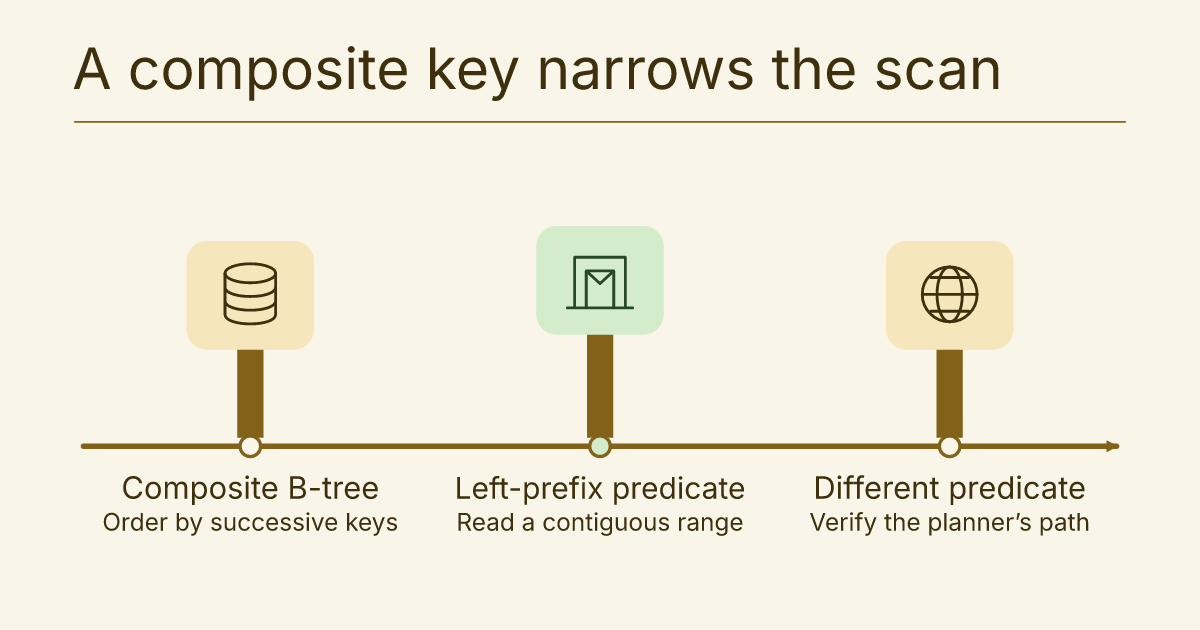 A composite key narrows the scan
Composite B-tree
Order by successive keys
Left-prefix predicate
Read a contiguous range
Different predicate
Verify the planner’s path